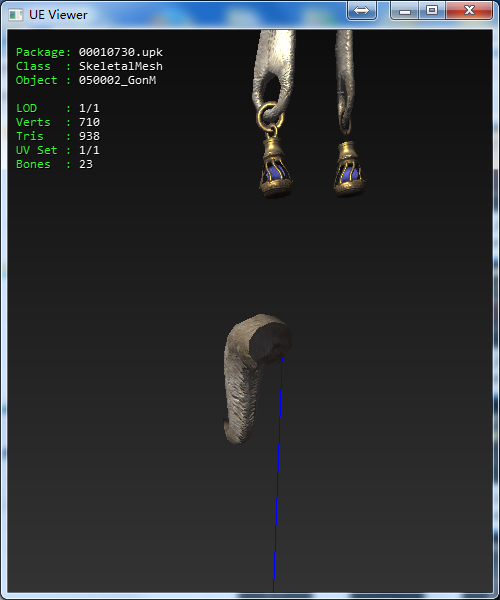 UE Viewer
Package: 00010730.upk
Class  : SkeletalMesh
Object : 050002_GonM
LOD    : 1/1
Verts  : 710
Tris   : 938
UV Set : 1/1
Bones  : 23